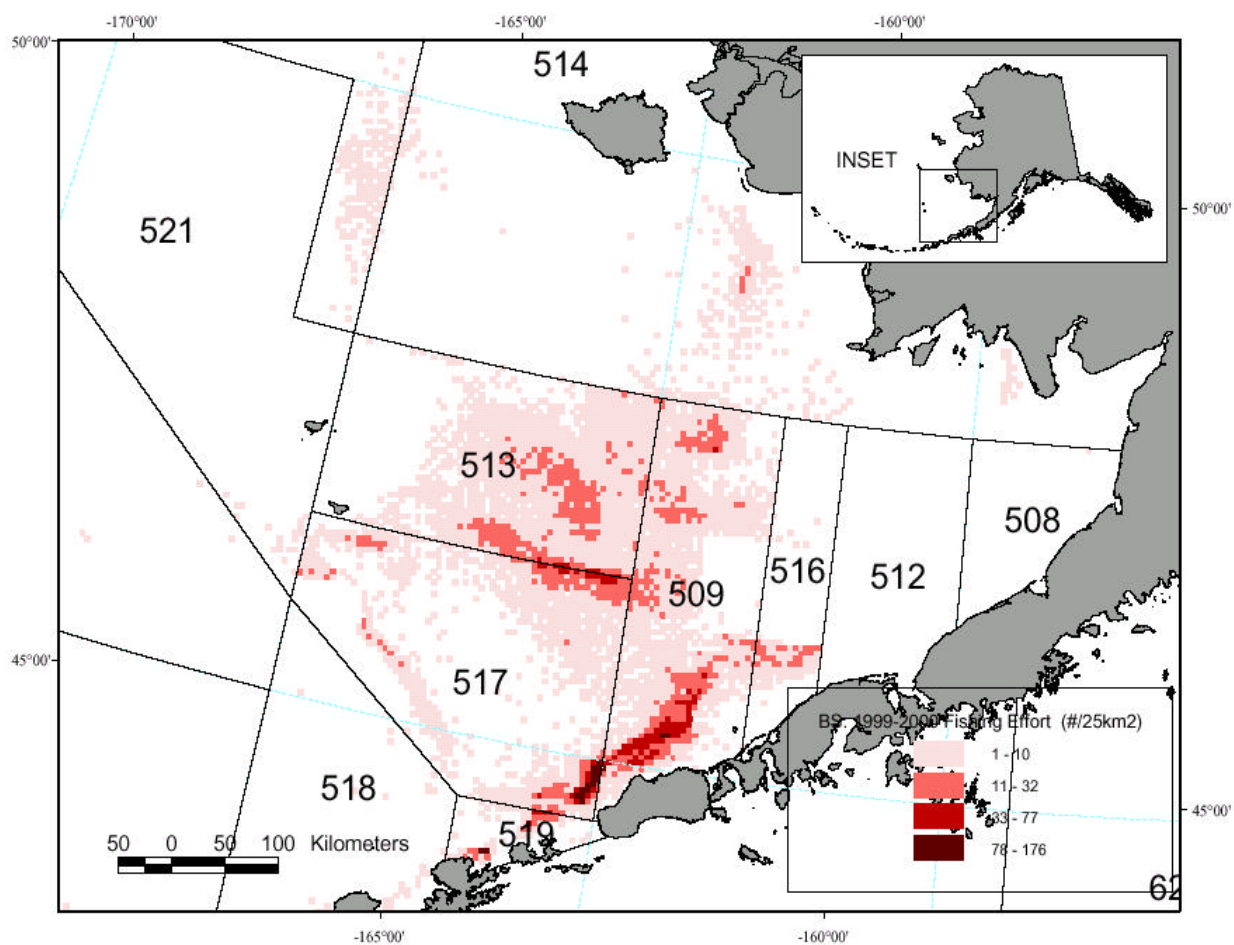 -170°00' -165°00' -160°00'
50°00'
514
INSET
521
50°00'
513
508
516
512
509
45°00'
517
BS: 1999-2000 Fishing Effort (#/25km2)
1 - 10
518
11 - 32
45°00'
33 - 77
519
50 0 50 100 Kilometers
78 - 176
62
-165°00' -160°00'